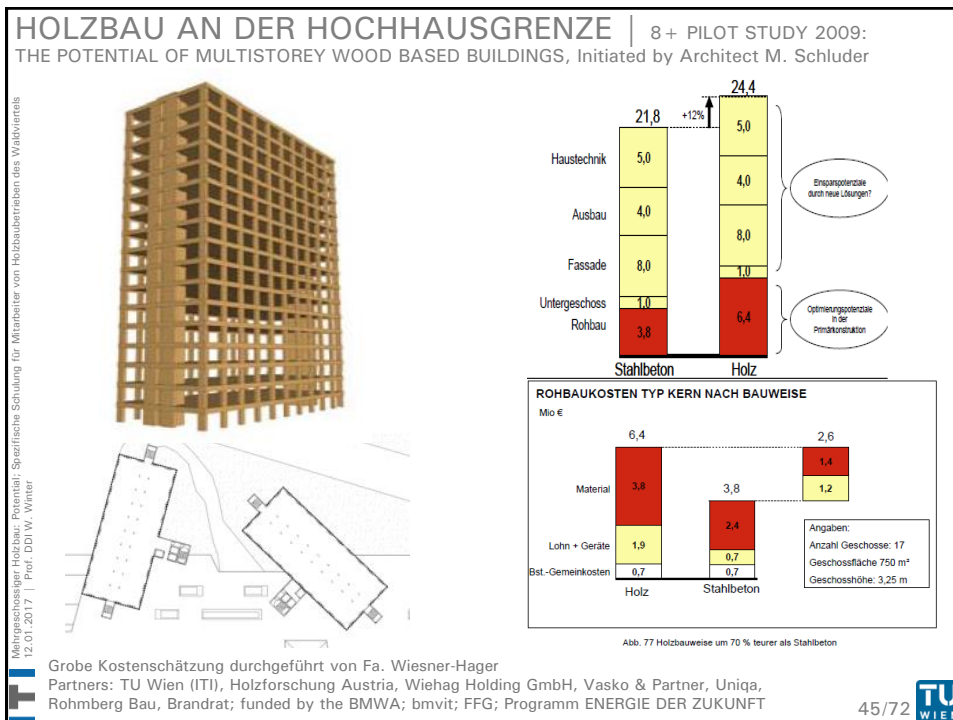 HOLZBAU AN DER HOCHHAUSGRENZE | 8+ PILOT STUDY 2009:
THE POTENTIAL OF MULTISTOREY WOOD BASED BUILDINGS, Initiated by Architect M. Schluder
Mehrgeschossiger Holzbau: Potential; Spezifische Schulung für Mitarbeiter von Holzbaubetrieben des Waldviertels
12.01.2017 | Prof. DDI W. Winter
24,4
21,8
+12%
5,0
Haustechnik
5,0
4,0
Einsparspotenziale
durch neue Lösungen?
Ausbau
4,0
8,0
Fassade
8,0
1,0
Untergeschoss
1,0
Rohbau
3,8
6,4
Optimierungspotenziale
in der
Primärkonstruktion
Stahlbeton
Holz
ROHBAUKOSTEN TYP KERN NACH BAUWEISE
Mio €
6,4
2,6
1,4
Material
3,8
3,8
1,2
2,4
Lohn + Geräte
1,9
0,7
Bst.-Gemeinkosten
0,7
0,7
Holz
Stahlbeton
Angaben:
Anzahl Geschosse: 17
Geschossfläche 750 m²
Geschosshöhe: 3,25 m
Abb. 77 Holzbauweise um 70 % teurer als Stahlbeton
Grobe Kostenschätzung durchgeführt von Fa. Wiesner-Hager
Partners: TU Wien (ITI), Holzforschung Austria, Wiehag Holding GmbH, Vasko & Partner, Uniqa,
Rohmberg Bau, Brandrat; funded by the BMWA; bmvit; FFG; Programm ENERGIE DER ZUKUNFT
45/72
TU
WIEN